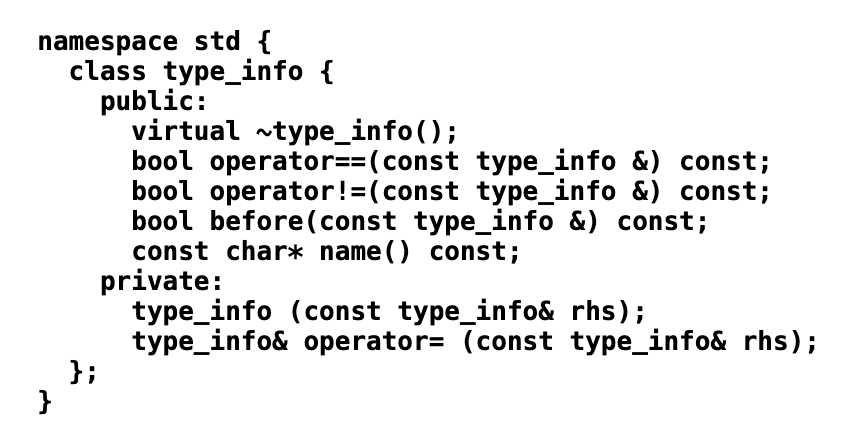 namespace std {
  class type_info {
    public:
      virtual ~type_info();
      bool operator==(const type_info &) const;
      bool operator!=(const type_info &) const;
      bool before(const type_info &) const;
      const char* name() const;
    private:
      type_info (const type_info& rhs);
      type_info& operator= (const type_info& rhs);
  };
}